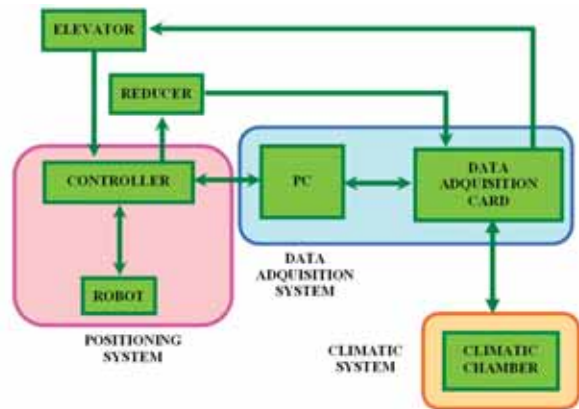 ELEVATOR
REDUCER
CONTROLLER
PC
DATA
ADQUISITION
CARD
ROBOT
DATA
ADQUISITION
SYSTEM
POSITIONING
SYSTEM
CLIMATIC
SYSTEM
CLIMATIC
CHAMBER